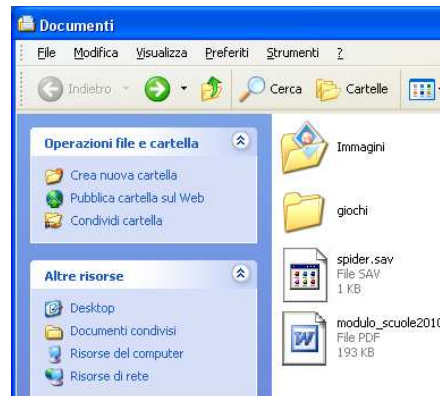 Documenti
File Modifica Visualizza Preferiti Strumenti ?
Indietro Cerca Cartelle
Operazioni file e cartella
Crea nuova cartella
Pubblica cartella sul Web
Condividi cartella
Altre risorse
Desktop
Documenti condivisi
Risorse del computer
Risorse di rete
Immagini
giochi
spider.sav
File SAV
1 KB
modulo_scuole2010
File PDF
193 KB